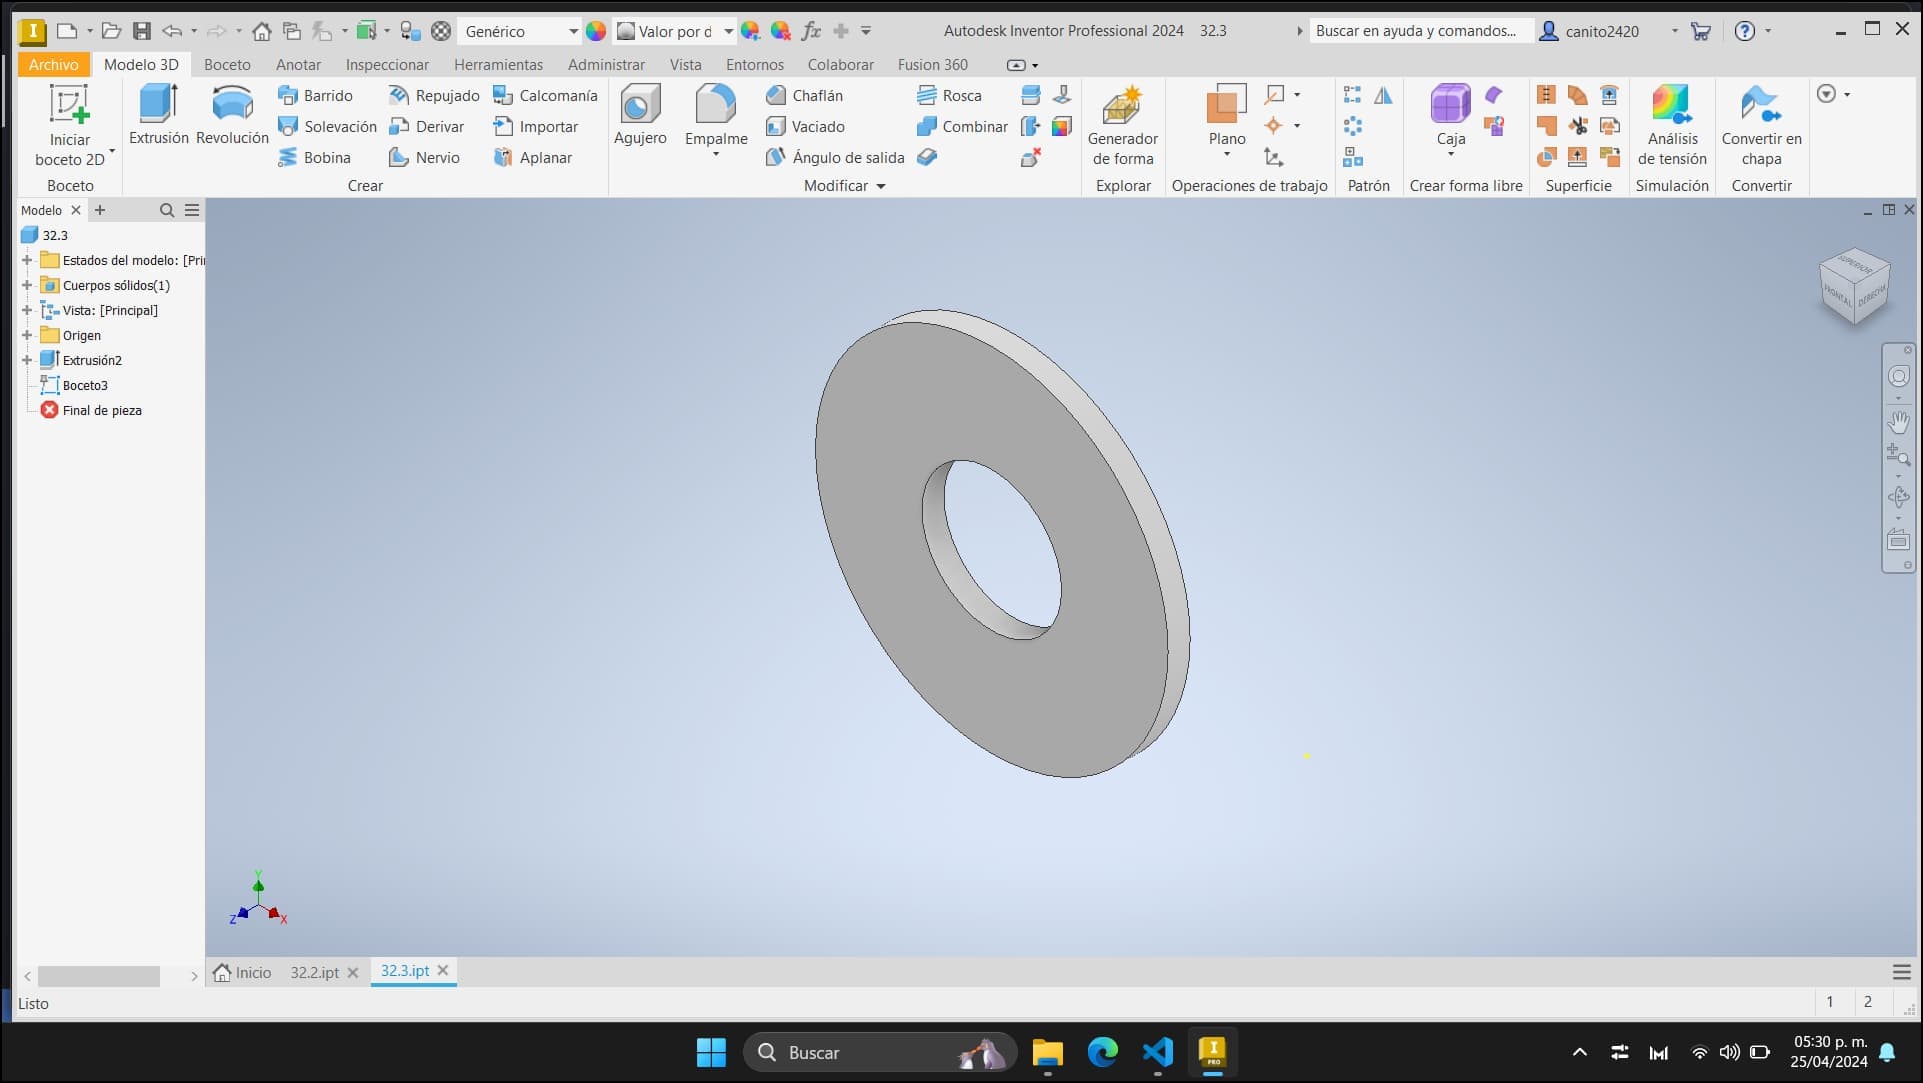 Genérico
Valor por d
fx
Autodesk Inventor Professional 2024 32.3
Buscar en ayuda y comandos...
canito2420
Archivo Modelo 3D Boceto Anotar Inspeccionar Herramientas Administrar Vista Entornos Colaborar Fusion 360
Iniciar
boceto 2D
Boceto
Extrusión
Revolución
Barrido
Solevación
Bobina
Repujado
Derivar
Nervio
Calcomanía
Importar
Aplanar
Crear
Agujero
Empalme
Chaflán
Vaciado
Ángulo de salida
Rosca
Combinar
Modificar
Generador
de forma
Explorar
Plano
Operaciones de trabajo
Patrón
Caja
Crear forma libre
Superficie
Análisis
de tensión
Simulación
Convertir en
chapa
Convertir
Modelo
32.3
Estados del modelo: [Pri
Cuerpos sólidos(1)
Vista: [Principal]
Origen
Extrusión2
Boceto3
Final de pieza
SUPERIOR
FRONTAL
DERECHA
Y
Z
X
Inicio
32.2.ipt
32.3.ipt
Listo
1 2
Buscar
I
PRO
05:30 p. m.
25/04/2024